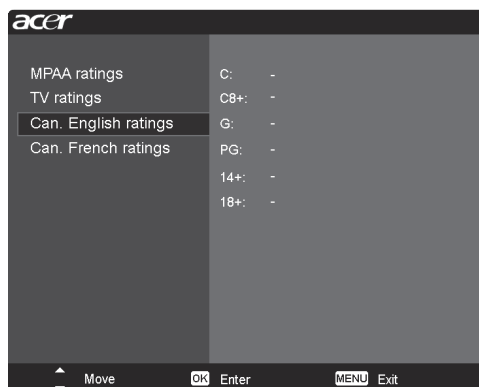 acer
MPAA ratings
TV ratings
Can. English ratings
Can. French ratings
C: -
C8+: -
G: -
PG: -
14+: -
18+: -
Move OK Enter MENU Exit